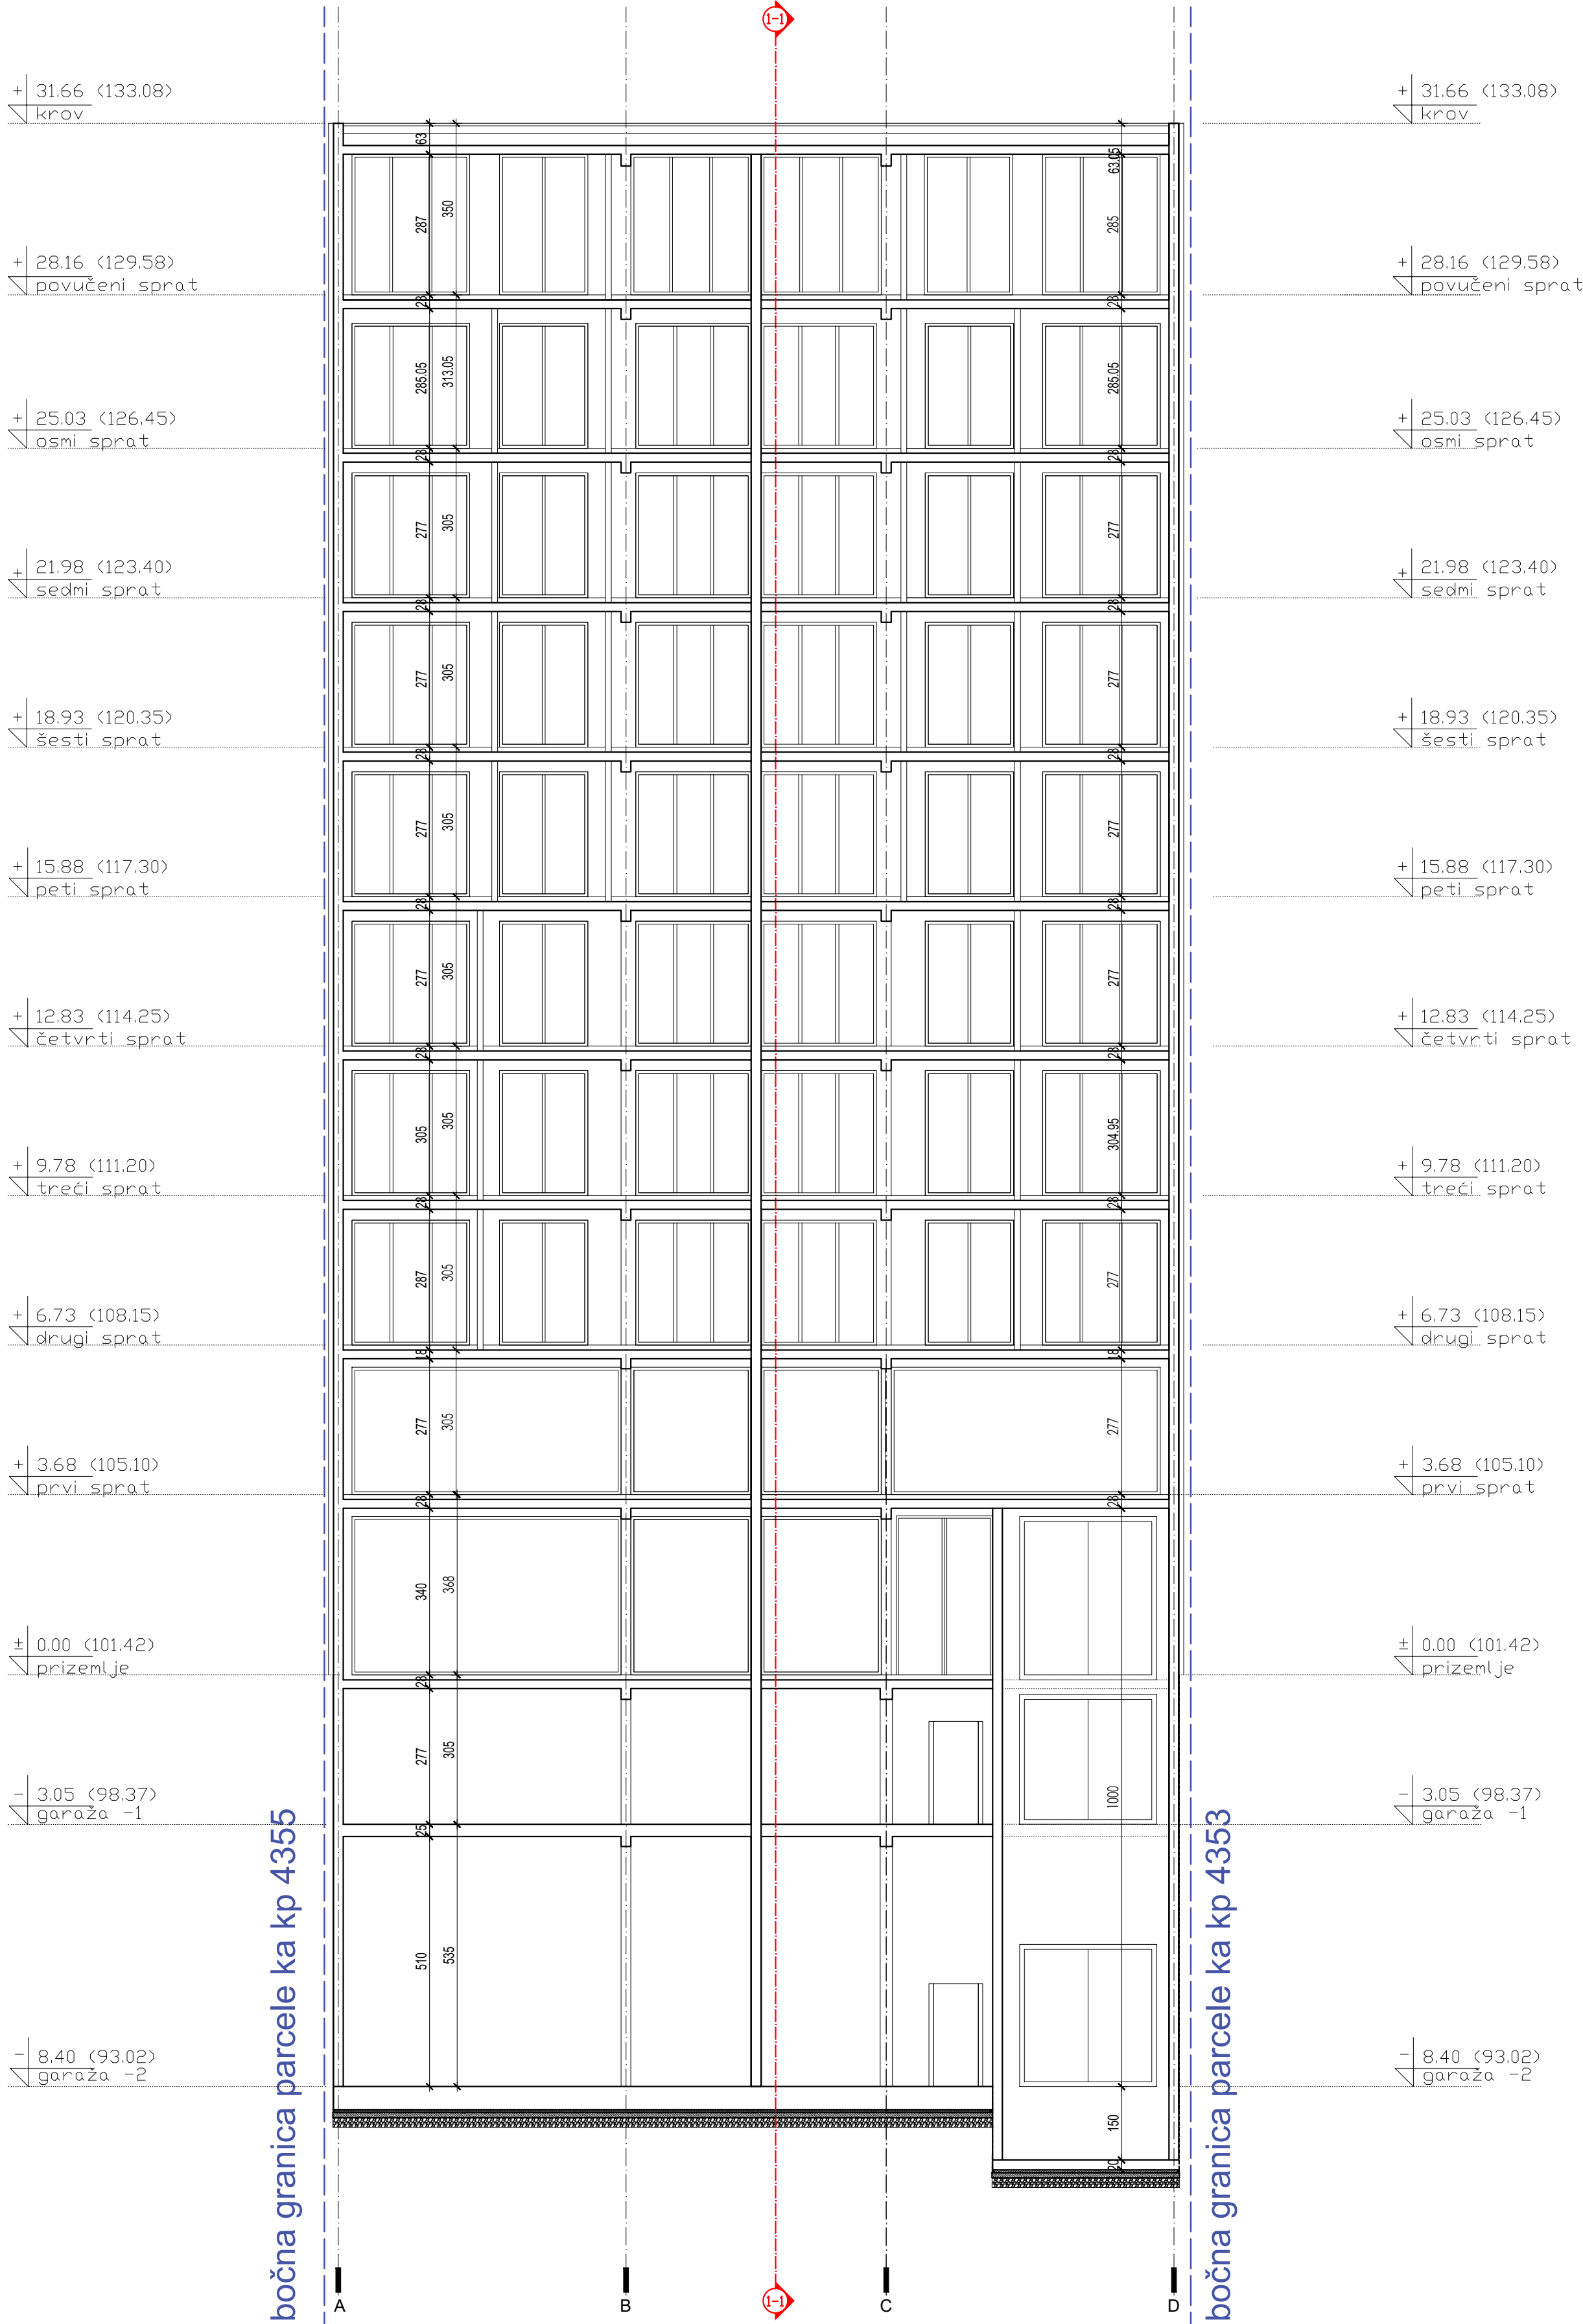 1-1
+ 31.66 (133.08)
krov
+ 31.66 (133.08)
krov
63
63.05
287
350
285
+ 28.16 (129.58)
povučeni sprat
+ 28.16 (129.58)
povučeni sprat
28
28
285.05
313.05
285.05
+ 25.03 (126.45)
osmi sprat
+ 25.03 (126.45)
osmi sprat
28
28
277
305
277
+ 21.98 (123.40)
sedmi sprat
+ 21.98 (123.40)
sedmi sprat
28
28
277
305
277
+ 18.93 (120.35)
šesti sprat
+ 18.93 (120.35)
šesti sprat
28
28
277
305
277
+ 15.88 (117.30)
peti sprat
+ 15.88 (117.30)
peti sprat
28
28
277
305
277
+ 12.83 (114.25)
četvrti sprat
+ 12.83 (114.25)
četvrti sprat
28
28
305
305
304.95
+ 9.78 (111.20)
treći sprat
+ 9.78 (111.20)
treći sprat
28
28
287
305
277
+ 6.73 (108.15)
drugi sprat
+ 6.73 (108.15)
drugi sprat
18
18
277
305
277
+ 3.68 (105.10)
prvi sprat
+ 3.68 (105.10)
prvi sprat
28
28
340
368
± 0.00 (101.42)
prizemlje
± 0.00 (101.42)
prizemlje
28
277
305
1000
- 3.05 (98.37)
garaža -1
- 3.05 (98.37)
garaža -1
25
510
535
- 8.40 (93.02)
garaža -2
- 8.40 (93.02)
garaža -2
150
20
bočna granica parcele ka kp 4355
bočna granica parcele ka kp 4353
1-1
A
B
C
D